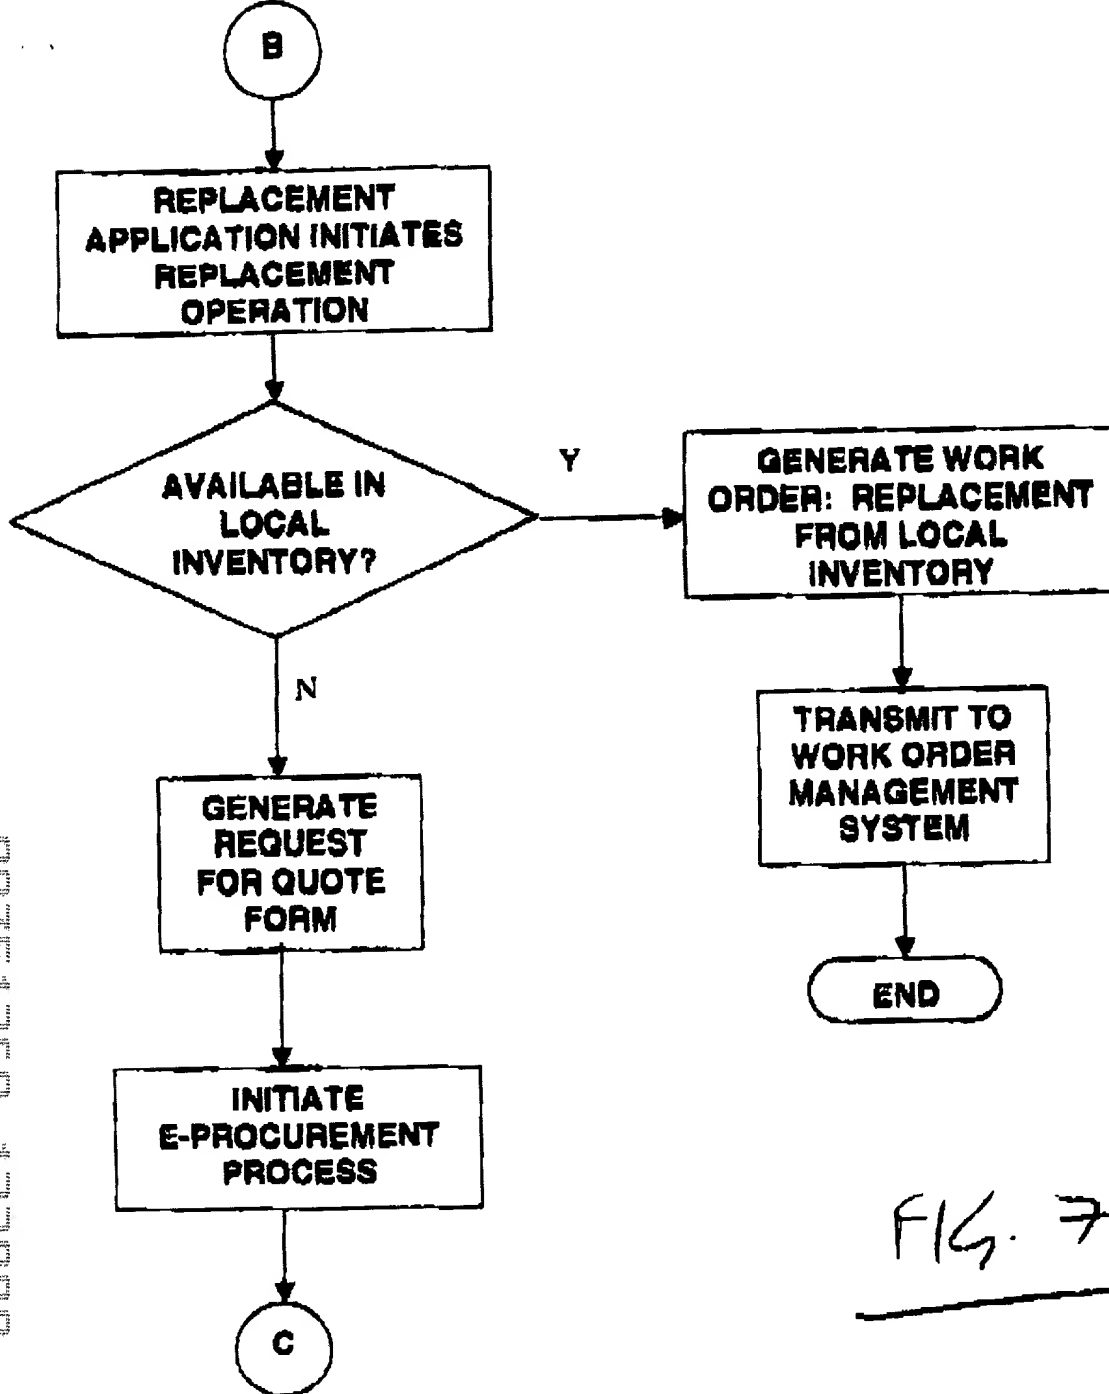 B
REPLACEMENT
APPLICATION INITIATES
REPLACEMENT
OPERATION
AVAILABLE IN
LOCAL
INVENTORY?
Y
GENERATE WORK
ORDER: REPLACEMENT
FROM LOCAL
INVENTORY
TRANSMIT TO
WORK ORDER
MANAGEMENT
SYSTEM
END
N
GENERATE
REQUEST
FOR QUOTE
FORM
INITIATE
E-PROCUREMENT
PROCESS
C
FIG. 7